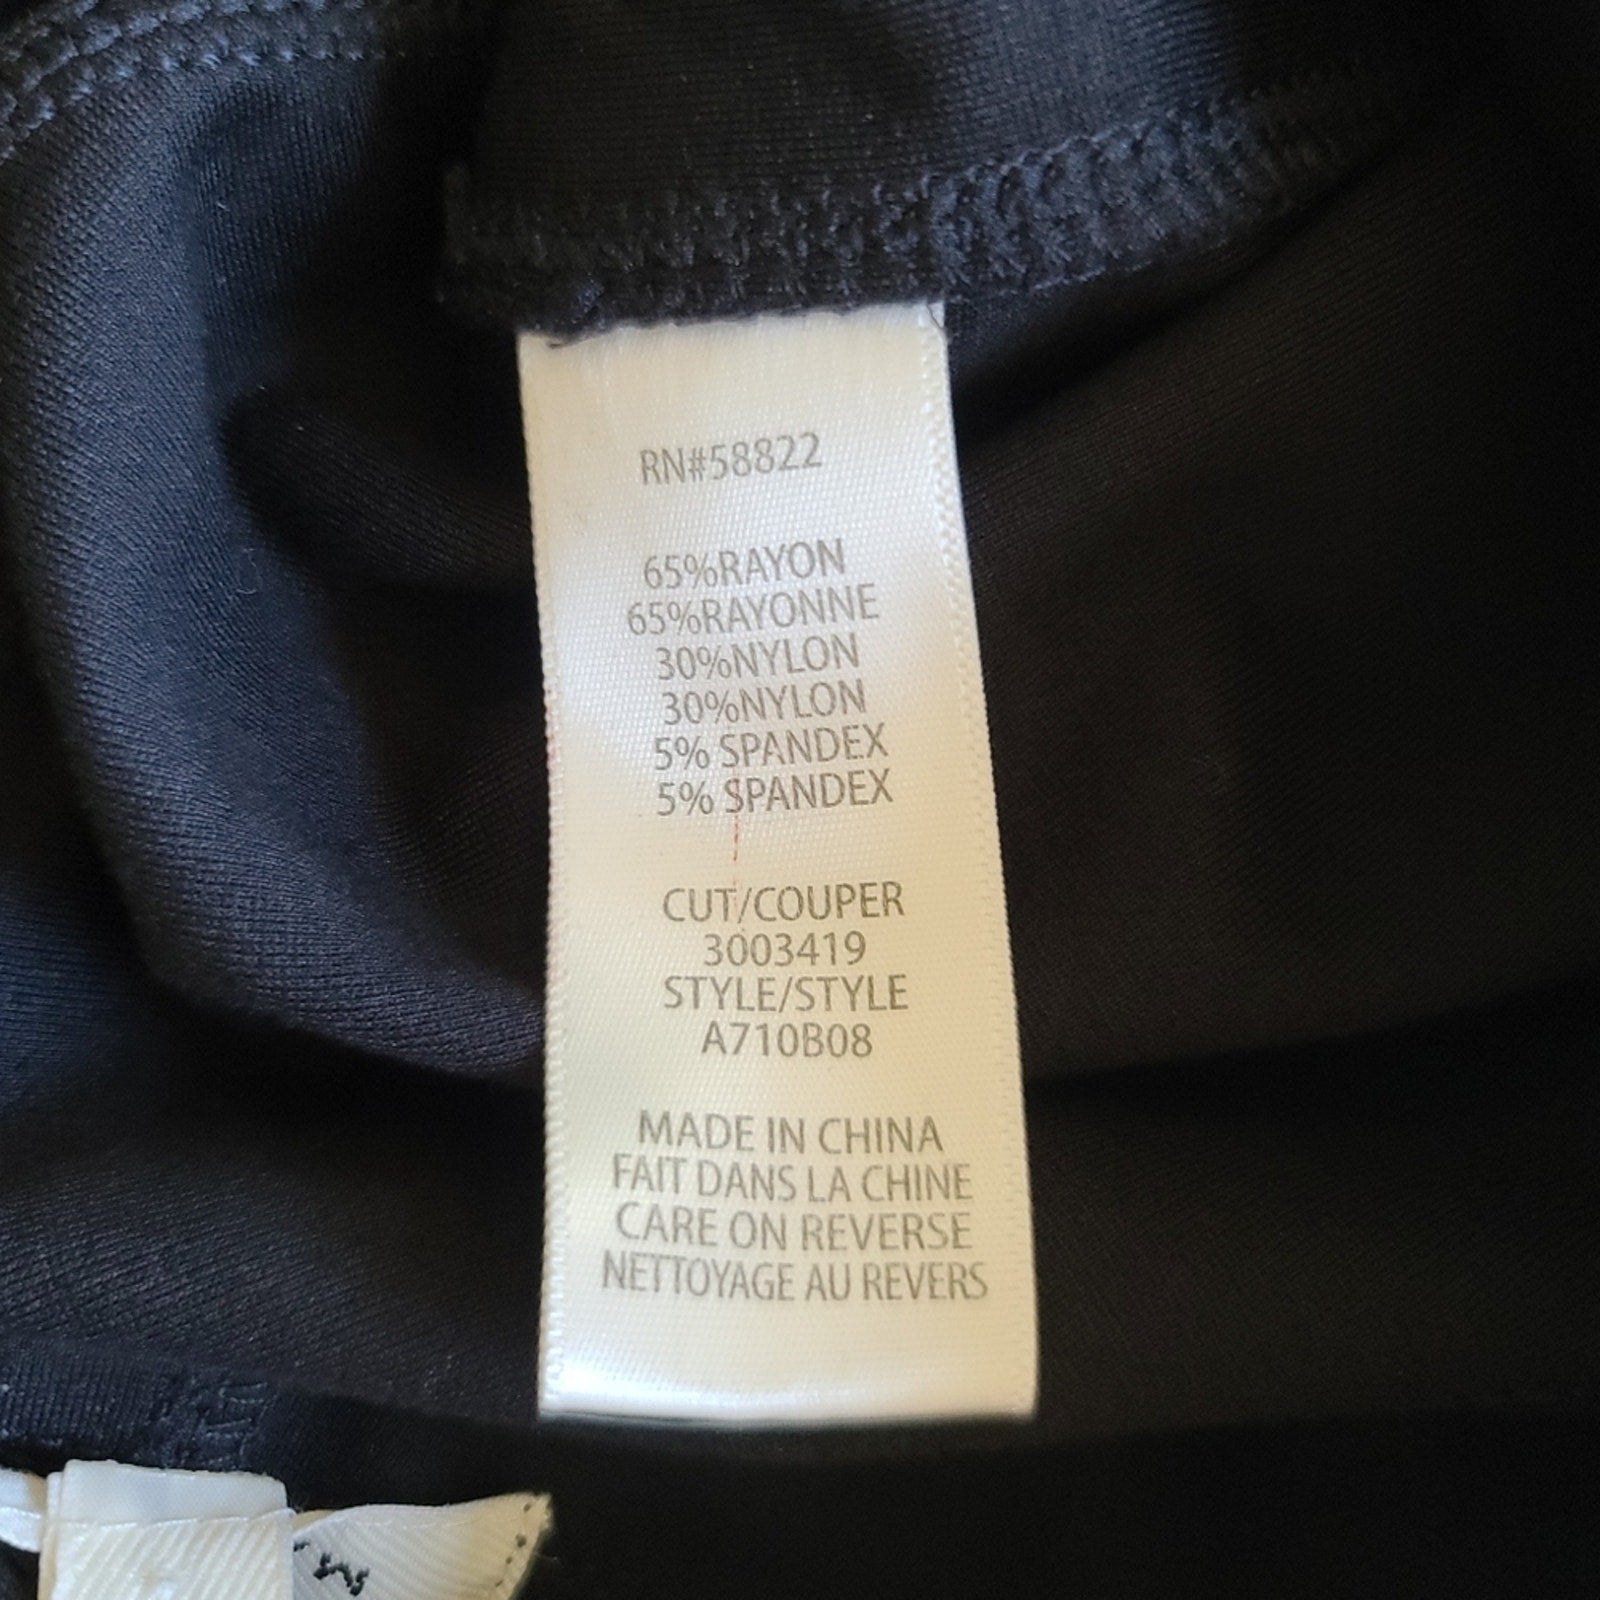 RN#58822
65%RAYON
65%RAYONNE
30%NYLON
30%NYLON
5% SPANDEX
5% SPANDEX
CUT/COUPER
3003419
STYLE/STYLE
A710B08
MADE IN CHINA
FAIT DANS LA CHINE
CARE ON REVERSE
NETTOYAGE AU REVERS